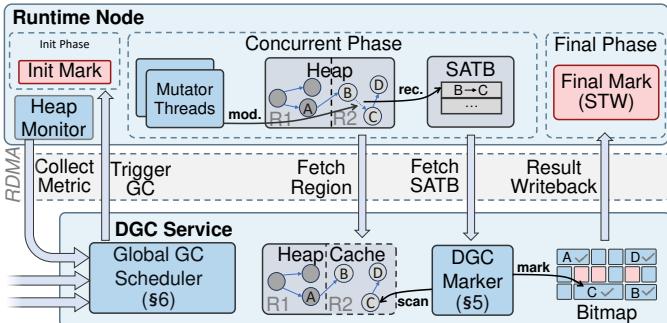 Runtime Node
Init Phase
Init Mark
Heap
Monitor
Concurrent Phase
Mutator
Threads
mod.
Heap
A
B
C
D
R1
R2
rec.
SATB
B→C
...
Final Phase
Final Mark
(STW)
RDMA
Collect
Metric
Trigger
GC
Fetch
Region
Fetch
SATB
Result
Writeback
DGC Service
Global GC
Scheduler
(§6)
Heap Cache
A
B
C
D
R1
R2
scan
DGC
Marker
(§5)
mark
A
D
C
B
Bitmap